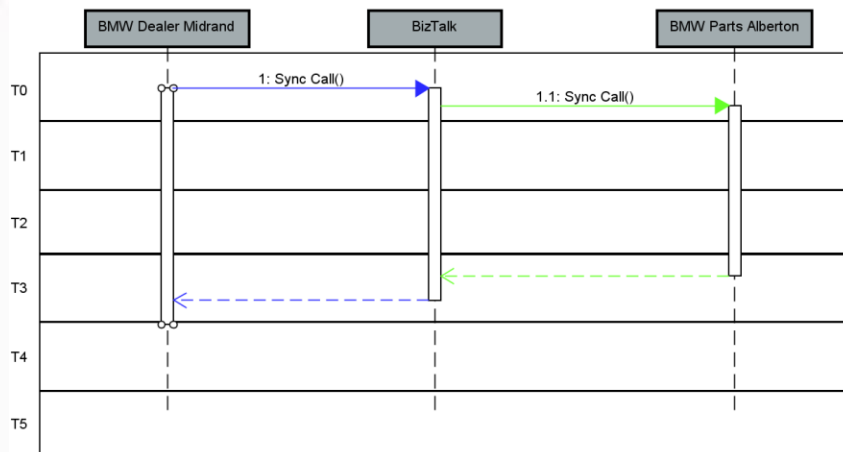 BMW Dealer Midrand
BizTalk
BMW Parts Alberton
T0
1: Sync Call()
1.1: Sync Call()
T1
T2
T3
T4
T5